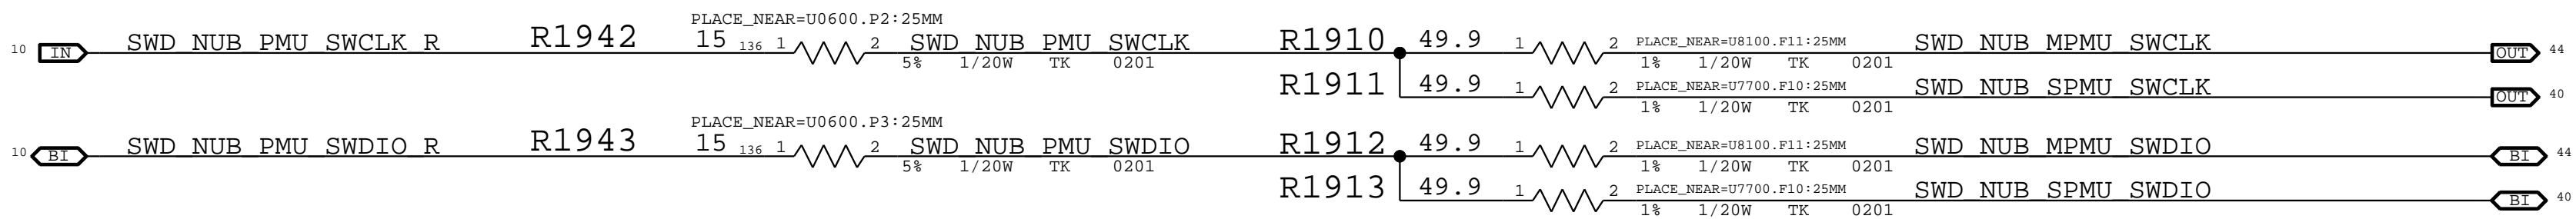 PLACE_NEAR=U0600.P2:25MM
10 IN SWD_NUB_PMU_SWCLK_R R1942 15 136 1 2 SWD_NUB_PMU_SWCLK R1910 49.9 1 2 PLACE_NEAR=U8100.F11:25MM SWD_NUB_MPMU_SWCLK OUT 44
5% 1/20W TK 0201 1% 1/20W TK 0201
R1911 49.9 1 2 PLACE_NEAR=U7700.F10:25MM SWD_NUB_SPMU_SWCLK OUT 40
1% 1/20W TK 0201
PLACE_NEAR=U0600.P3:25MM
10 BI SWD_NUB_PMU_SWDIO_R R1943 15 136 1 2 SWD_NUB_PMU_SWDIO R1912 49.9 1 2 PLACE_NEAR=U8100.F11:25MM SWD_NUB_MPMU_SWDIO BI 44
5% 1/20W TK 0201 1% 1/20W TK 0201
R1913 49.9 1 2 PLACE_NEAR=U7700.F10:25MM SWD_NUB_SPMU_SWDIO BI 40
1% 1/20W TK 0201